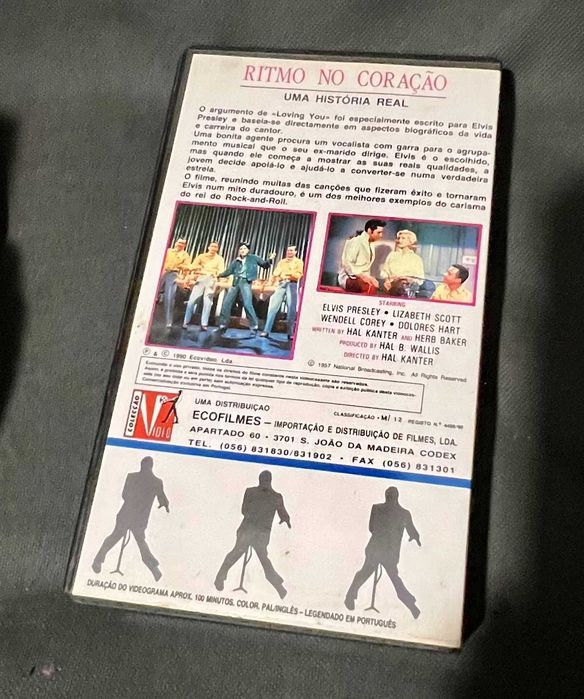 RITMO NO CORAÇÃO
UMA HISTÓRIA REAL
O argumento de «Loving You» foi especialmente escrito para Elvis
Presley e baseia-se directamente em aspectos biográficos da vida
e carreira do cantor.
Uma bonita agente procura um vocalista com garra para o agrupa-
mento musical que o seu ex-marido dirige. Elvis é o escolhido,
mas quando ele começa a mostrar as suas reais qualidades, a
jovem decide apoiá-lo e ajudá-lo a converter-se numa verdadeira
estrela.
O filme, reunindo muitas das canções que fizeram êxito e tornaram
Elvis num mito duradouro, é um dos melhores exemplos do carisma
do rei do Rock-and-Roll.
STARRING
ELVIS PRESLEY • LIZABETH SCOTT
WENDELL COREY • DOLORES HART
WRITTEN BY HAL KANTER AND HERB BAKER
PRODUCED BY HAL B. WALLIS
DIRECTED BY HAL KANTER
℗ & © 1990 Ecovídeo, Lda.
© 1957 National Broadcasting, Inc. All Rights Reserved
COLECÇÃO
VÍDEO
UMA DISTRIBUIÇÃO
CLASSIFICAÇÃO - M/ 12 REGISTO N.º
ECOFILMES – IMPORTAÇÃO E DISTRIBUIÇÃO DE FILMES, LDA.
APARTADO 60 - 3701 S. JOÃO DA MADEIRA CODEX
TEL. (056) 831830/831902 - FAX (056) 831301
DURAÇÃO DO VIDEOGRAMA APROX. 100 MINUTOS. COLOR, PAL/INGLÊS – LEGENDADO EM PORTUGUÊS